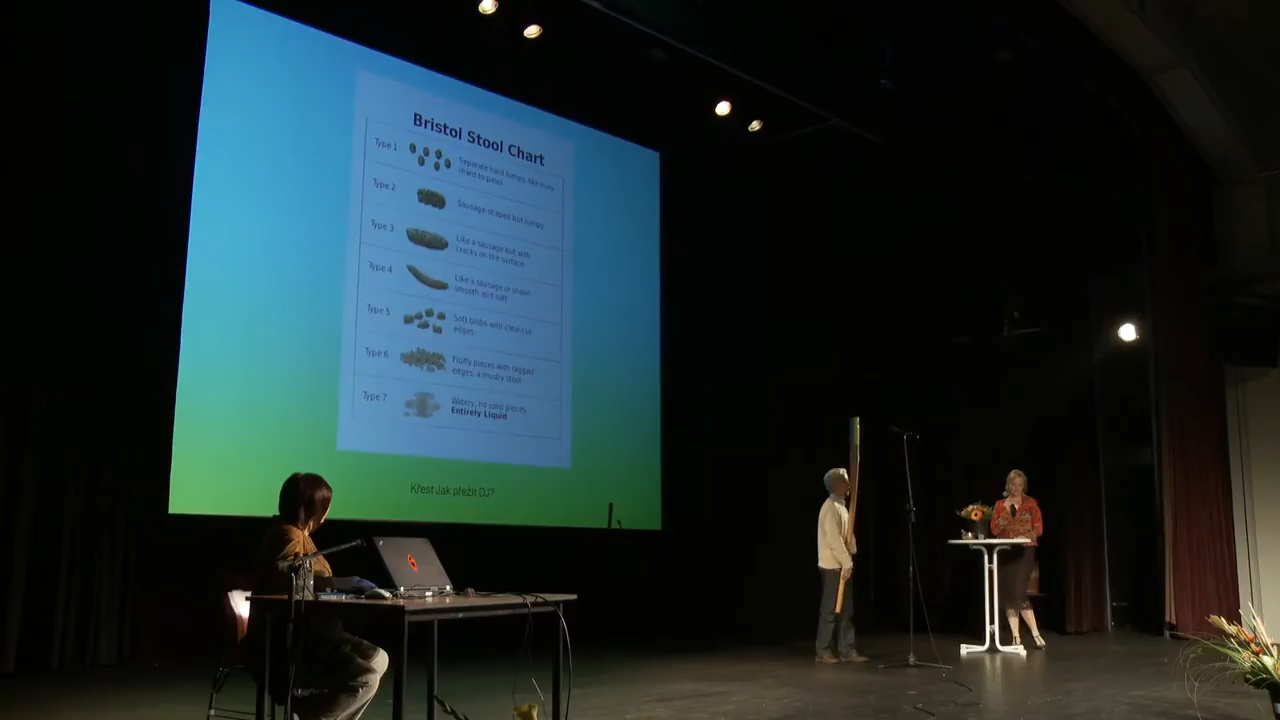 Bristol Stool Chart
Type 1
Separate hard lumps, like nuts
(hard to pass)
Type 2
Sausage-shaped but lumpy
Type 3
Like a sausage but with
cracks on the surface
Type 4
Like a sausage or snake,
smooth and soft
Type 5
Soft blobs with clear-cut
edges
Type 6
Fluffy pieces with ragged
edges, a mushy stool
Type 7
Watery, no solid pieces.
Entirely Liquid
Křest Jak přežít DJ?